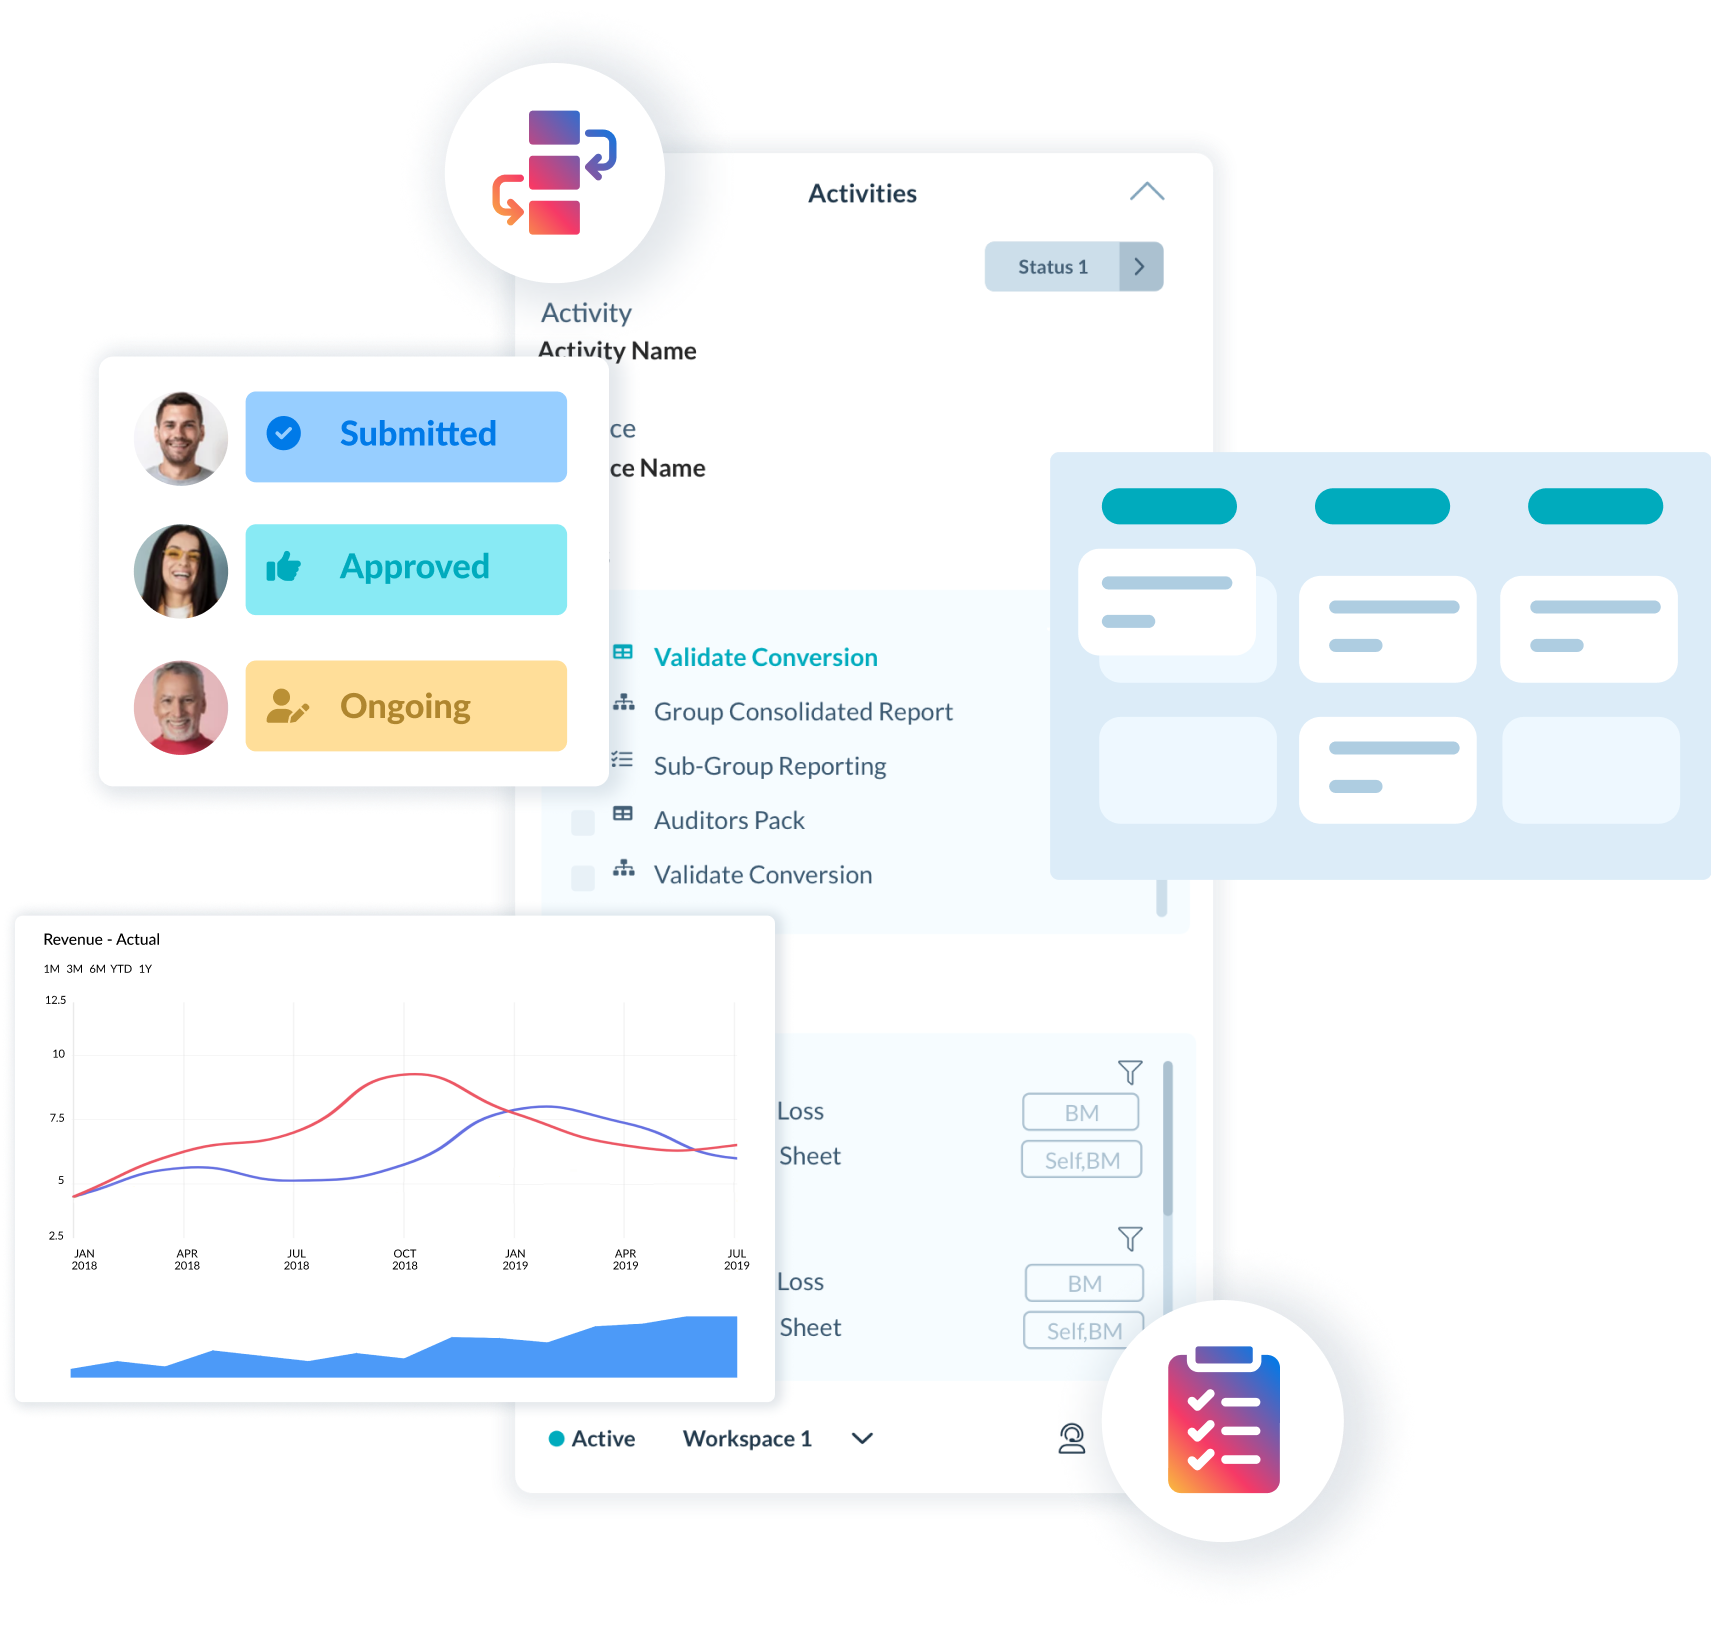 Activities
Status 1
Activity
Activity Name
ce
ce Name
Submitted
Approved
Ongoing
Validate Conversion
Group Consolidated Report
Sub-Group Reporting
Auditors Pack
Validate Conversion
Revenue - Actual
1M 3M 6M YTD 1Y
12.5
10
7.5
5
2.5
JAN 2018
APR 2018
JUL 2018
OCT 2018
JAN 2019
APR 2019
JUL 2019
Loss
BM
Sheet
Self,BM
Loss
BM
Sheet
Self,BM
Active
Workspace 1